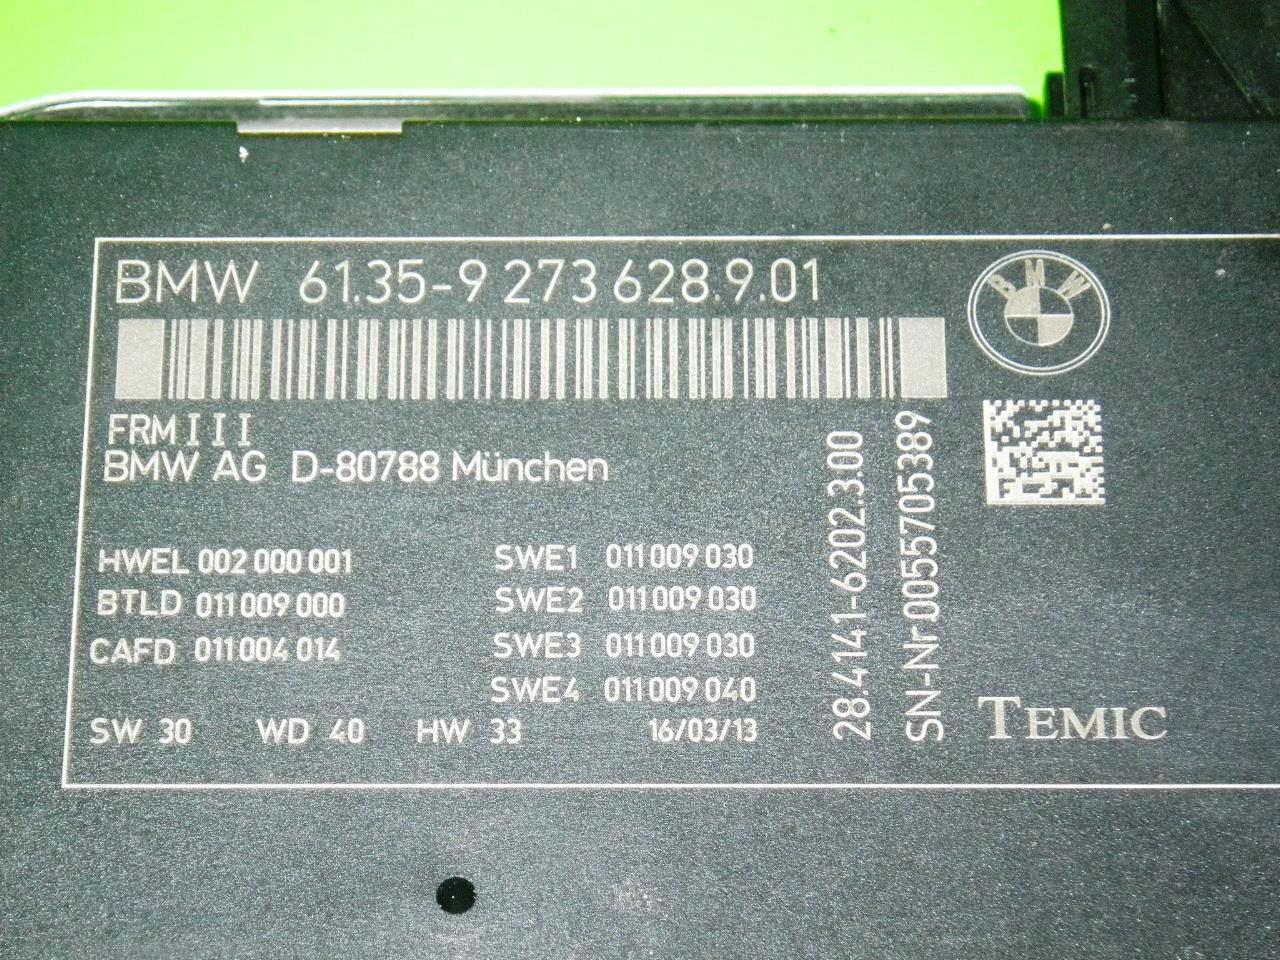 BMW 61.35-9 273 628.9.01
BMW
FRM III
BMW AG D-80788 München
HWEL 002 000 001
BTLD 011 009 000
CAFD 011 004 014
SWE1 011 009 030
SWE2 011 009 030
SWE3 011 009 030
SWE4 011 009 040
SW 30 WD 40 HW 33 16/03/13
28.4141-6202.3.00
SN-Nr 0055705389
TEMIC